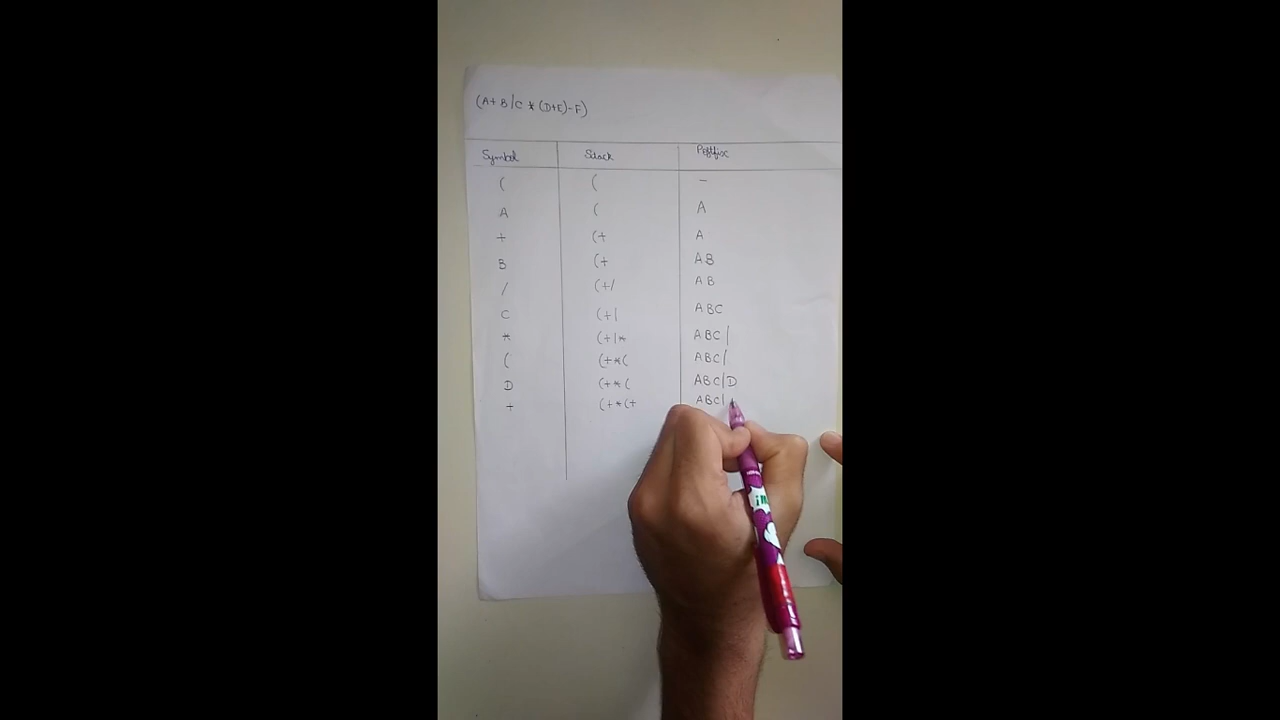 (A+B/C*(D+E)-F)
Symbol Stack Postfix
( ( -
A ( A
+ (+ A
B (+ AB
/ (+/ AB
C (+/ ABC
* (+/* ABC/
( (+*( ABC/
D (+*( ABC/D
+ (+*(+ ABC/